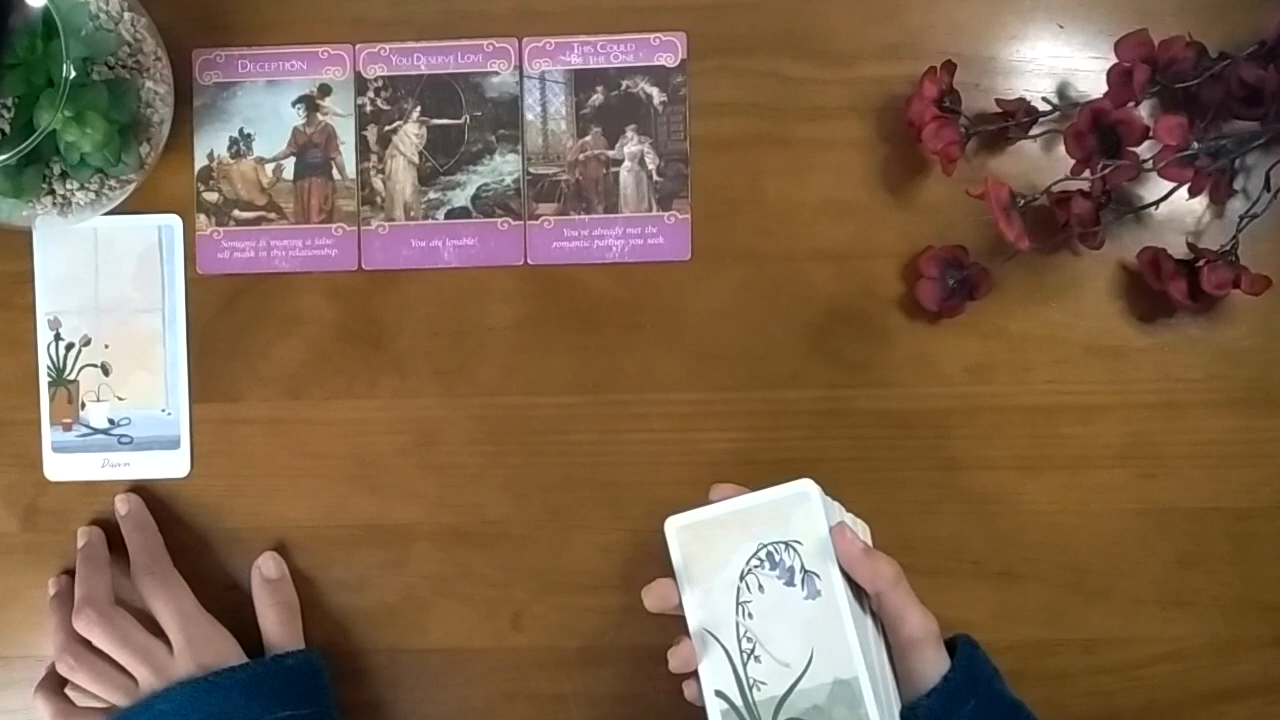 DECEPTION
YOU DESERVE LOVE
THIS COULD
BE THE ONE
Someone is wearing a false-
self mask in this relationship.
You are lovable!
You've already met the
romantic partner you seek.
Dawn